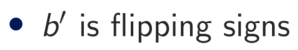 • b′ is flipping signs